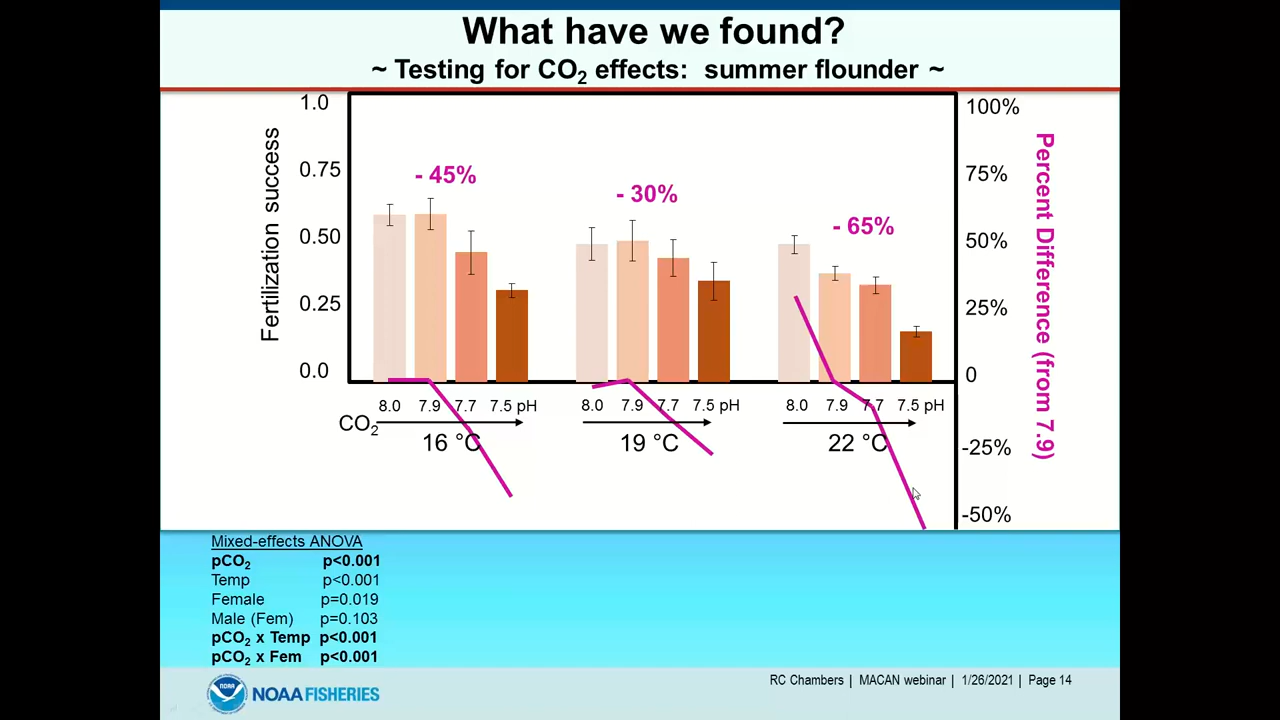 What have we found?
~ Testing for CO2 effects: summer flounder ~
Fertilization success
1.0
0.75
0.50
0.25
0.0
- 45%
- 30%
- 65%
100%
75%
50%
25%
0
-25%
-50%
Percent Difference (from 7.9)
8.0 7.9 7.7 7.5 pH
8.0 7.9 7.7 7.5 pH
8.0 7.9 7.7 7.5 pH
CO2
16 °C
19 °C
22 °C
Mixed-effects ANOVA
pCO2 p<0.001
Temp p<0.001
Female p=0.019
Male (Fem) p=0.103
pCO2 x Temp p<0.001
pCO2 x Fem p<0.001
NOAA
NOAA FISHERIES
RC Chambers | MACAN webinar | 1/26/2021 | Page 14